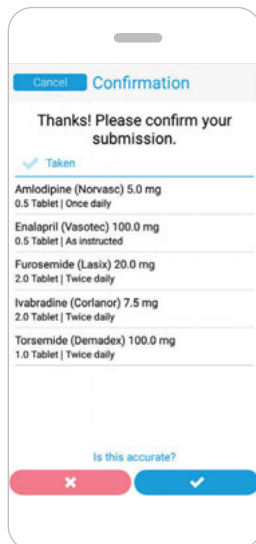 Cancel
Confirmation
Thanks! Please confirm your
submission.
Taken
Amlodipine (Norvasc) 5.0 mg
0.5 Tablet | Once daily
Enalapril (Vasotec) 100.0 mg
0.5 Tablet | As instructed
Furosemide (Lasix) 20.0 mg
2.0 Tablet | Twice daily
Ivabradine (Corlanor) 7.5 mg
2.0 Tablet | Twice daily
Torsemide (Demadex) 100.0 mg
1.0 Tablet | Twice daily
Is this accurate?